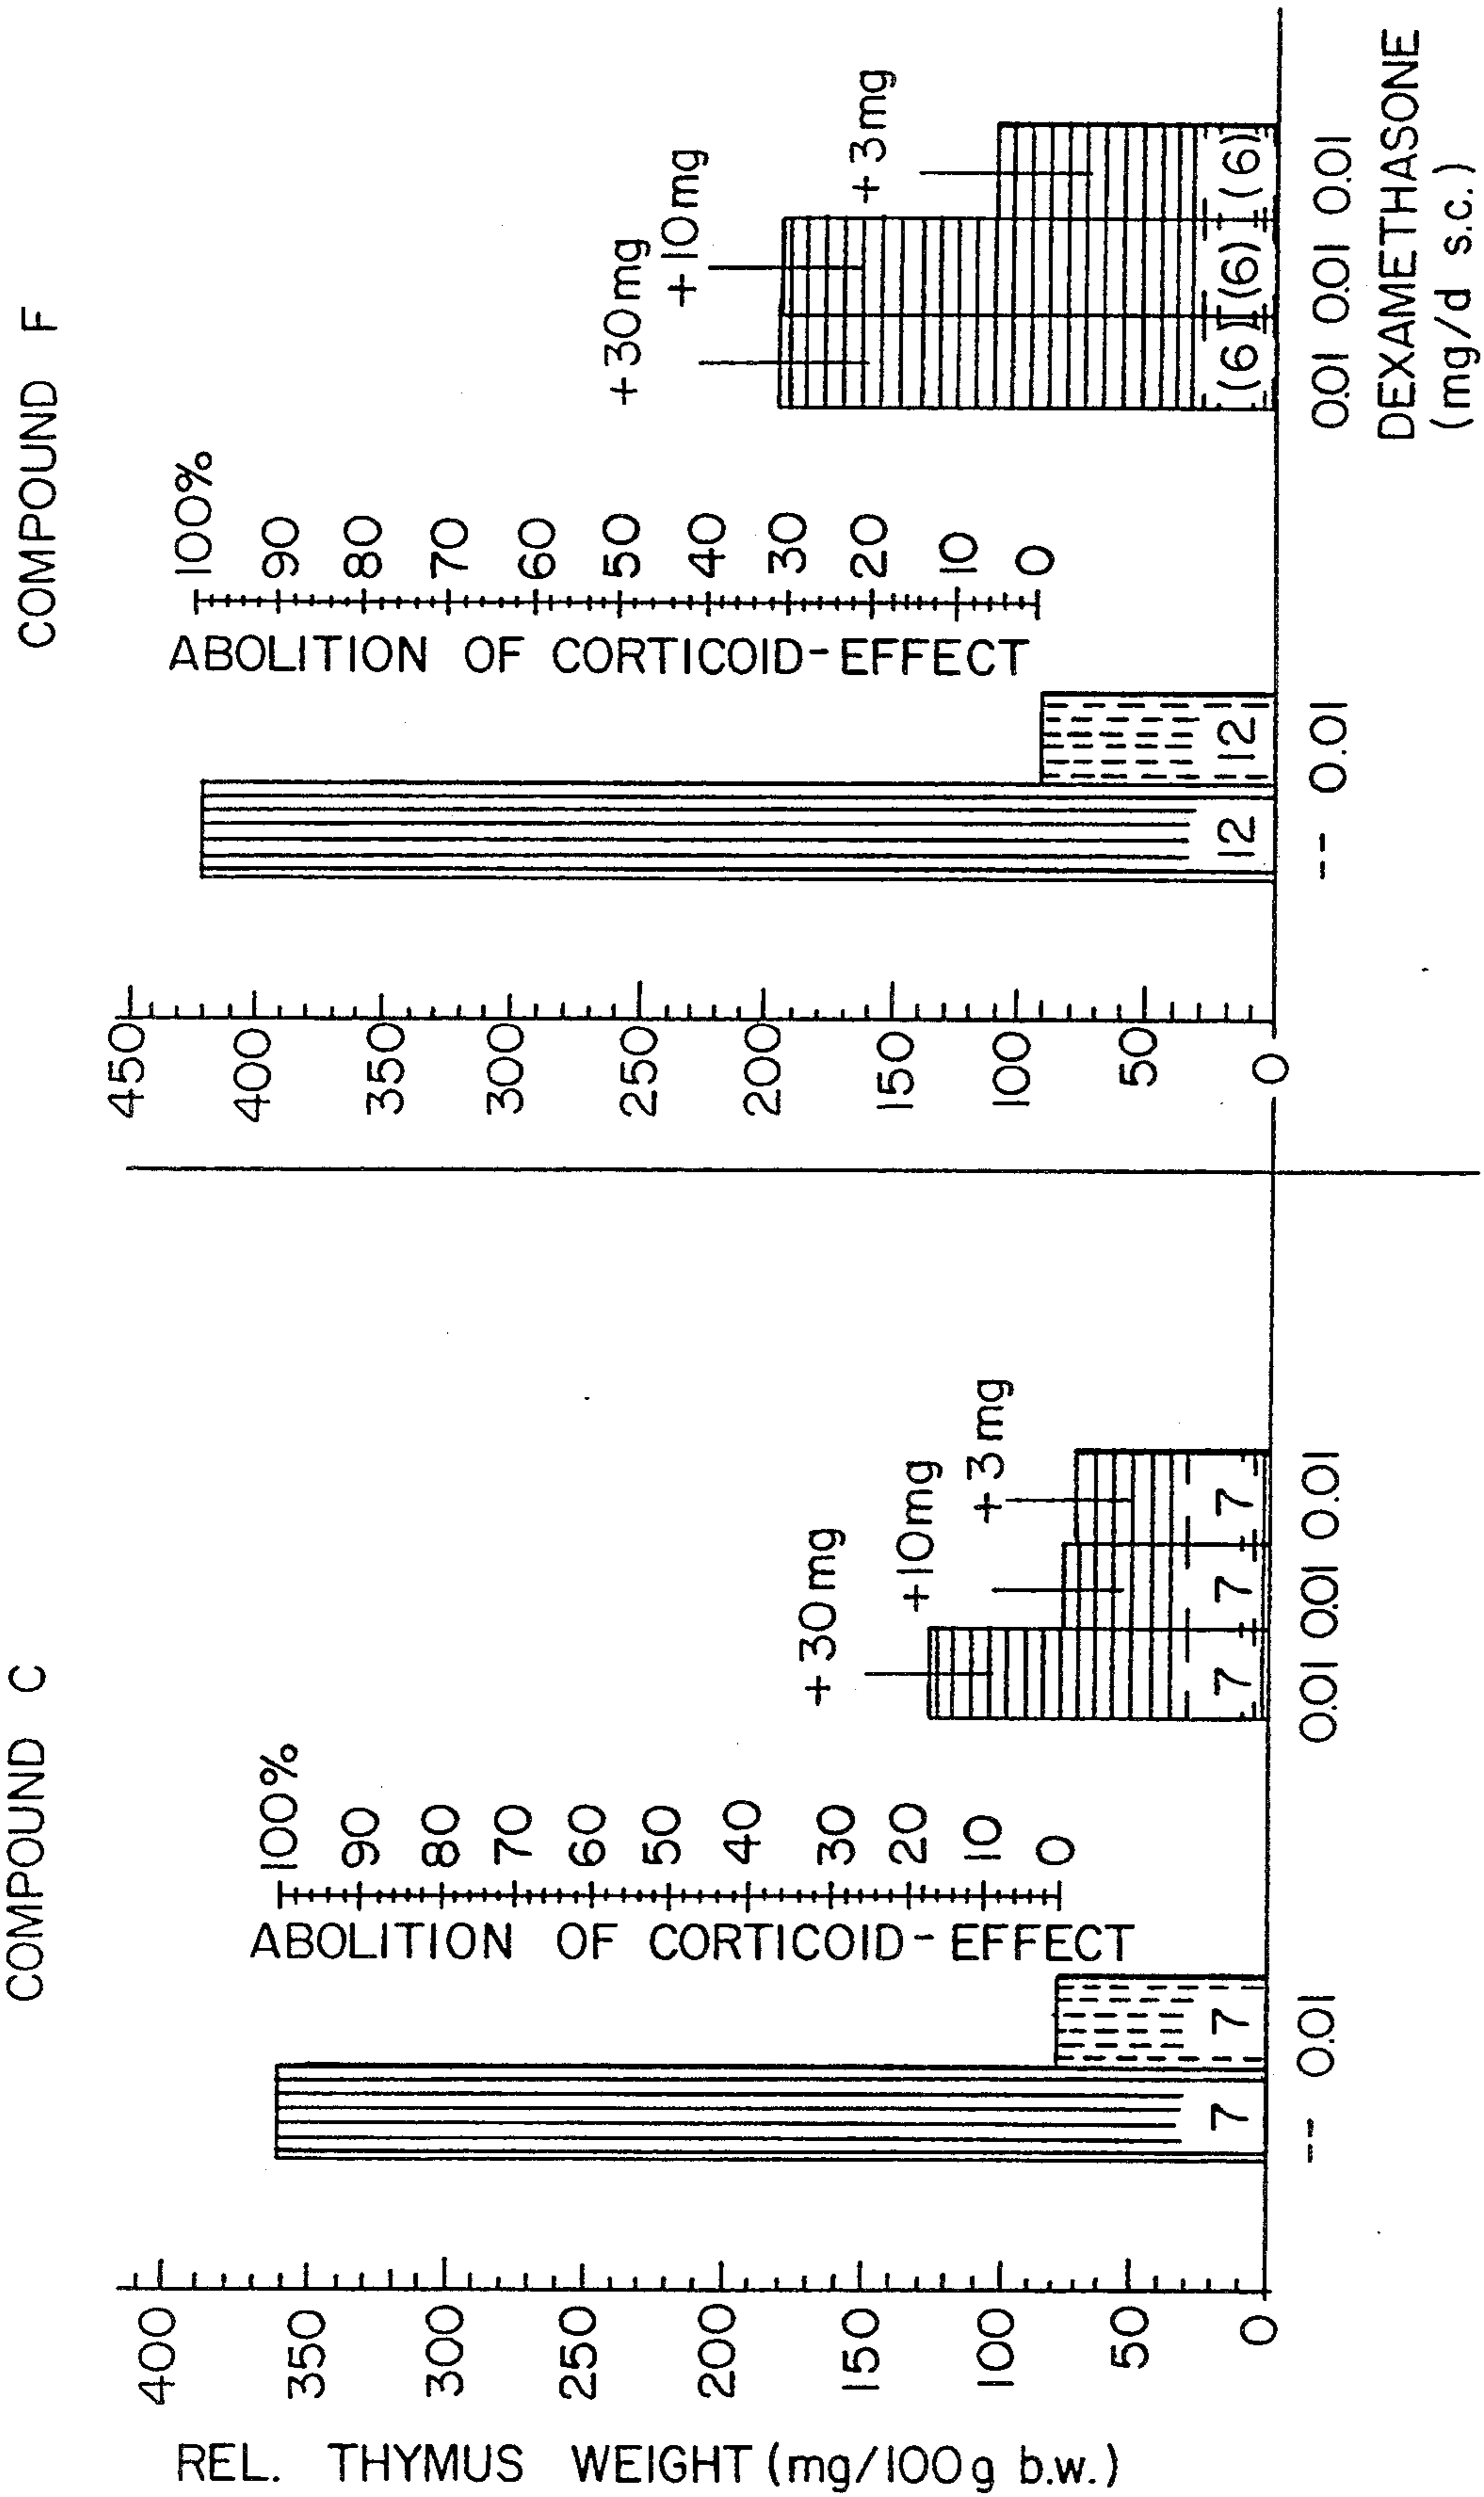 COMPOUND C
COMPOUND F
REL. THYMUS WEIGHT (mg/100g b.w.)
400
350
300
250
200
150
100
50
0
7
7
-- 0.01
ABOLITION OF CORTICOID-EFFECT
100%
90
80
70
60
50
40
30
20
10
0
+30mg
+10mg
+3mg
7 7 7
0.01 0.01 0.01
450
400
350
300
250
200
150
100
50
0
12
12
-- 0.01
ABOLITION OF CORTICOID-EFFECT
100%
90
80
70
60
50
40
30
20
10
0
+30mg
+10mg
+3mg
(6) (6) (6)
0.01 0.01 0.01
DEXAMETHASONE
(mg/d s.c.)